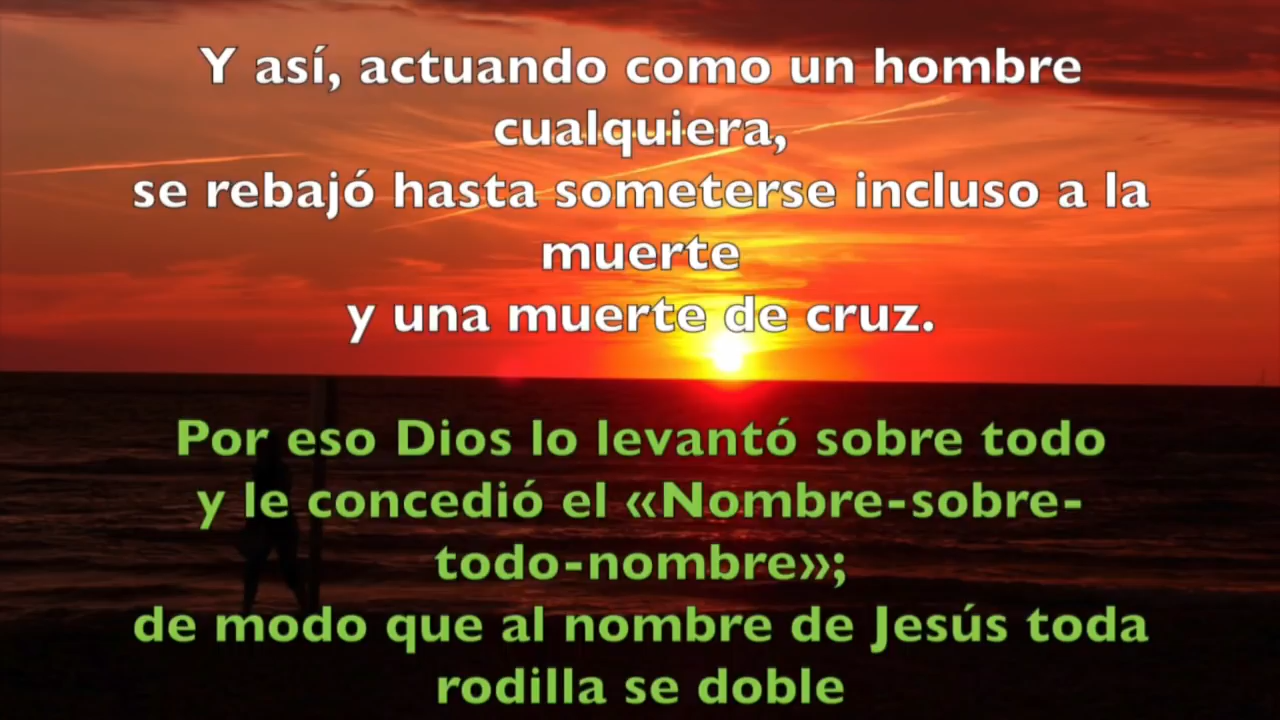 Y así, actuando como un hombre
cualquiera,
se rebajó hasta someterse incluso a la
muerte
y una muerte de cruz.
Por eso Dios lo levantó sobre todo
y le concedió el «Nombre-sobre-
todo-nombre»;
de modo que al nombre de Jesús toda
rodilla se doble